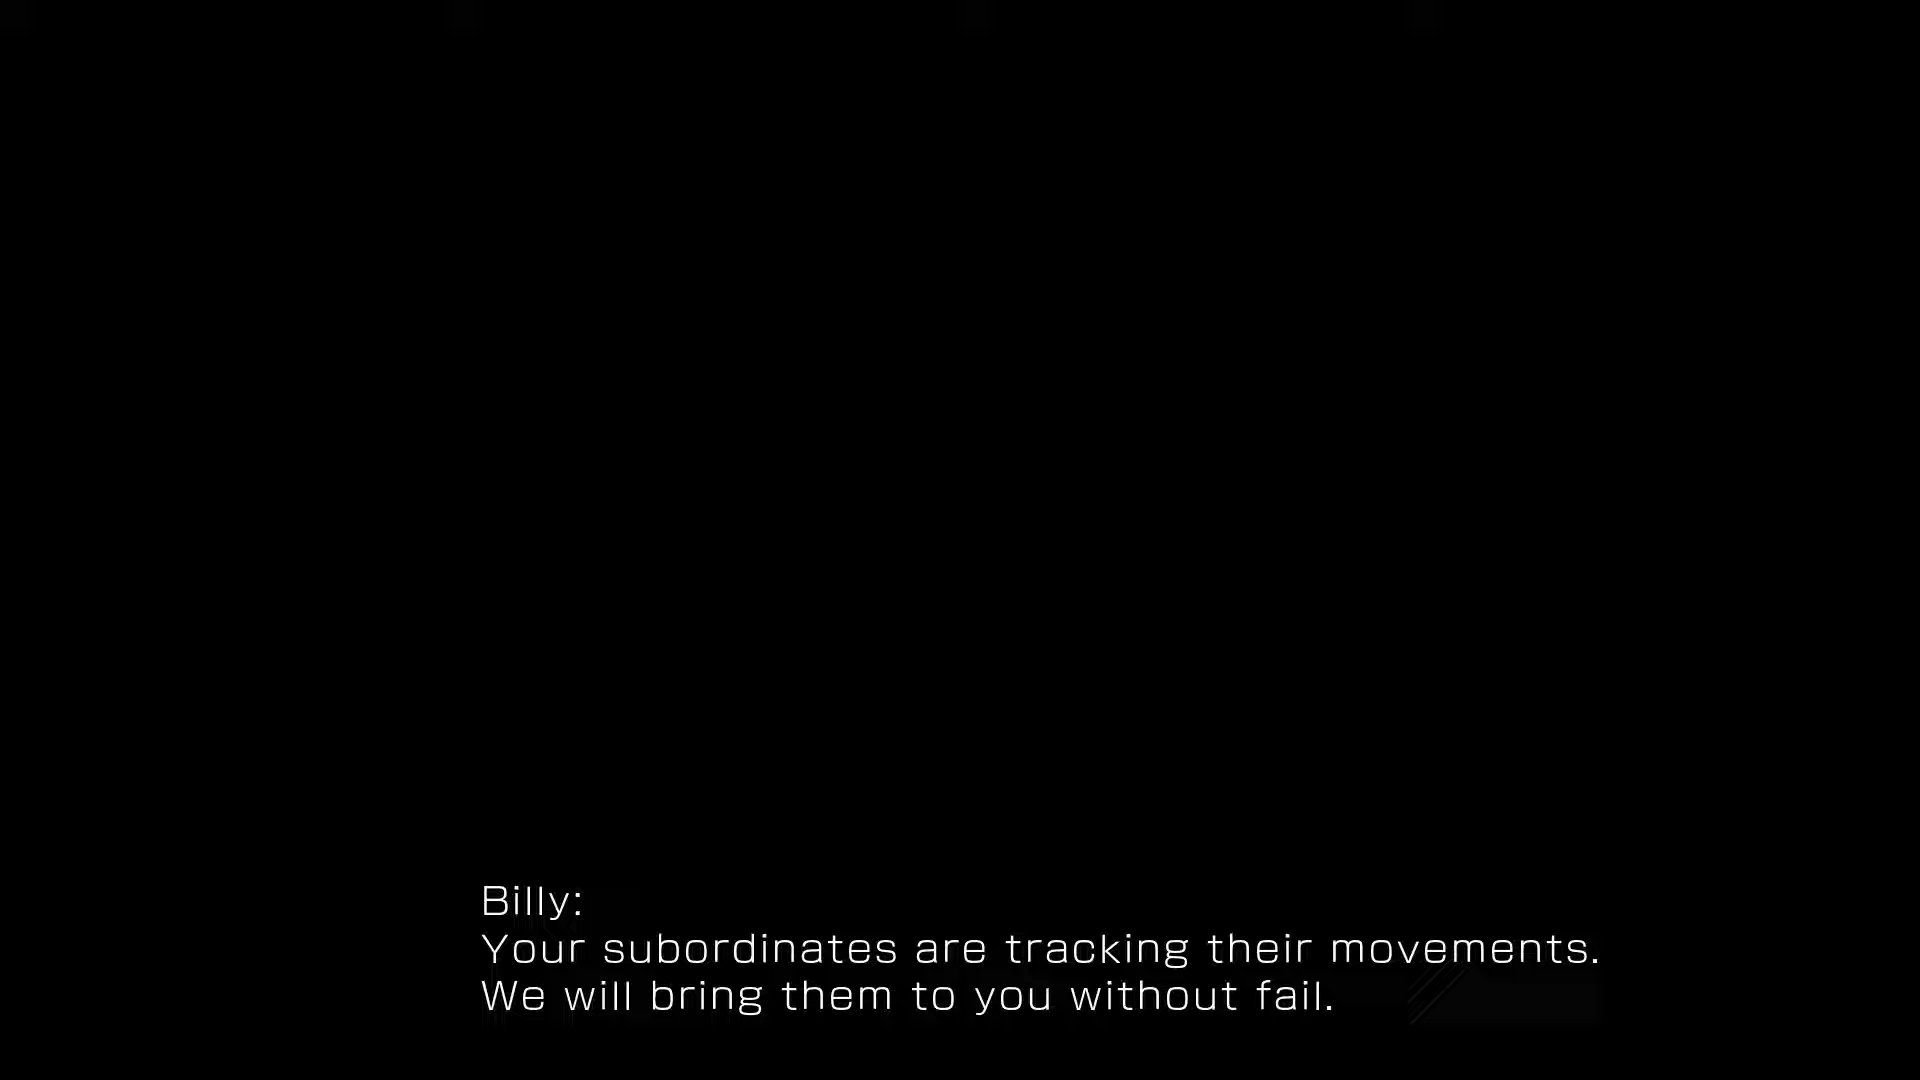 Billy:
Your subordinates are tracking their movements.
We will bring them to you without fail.